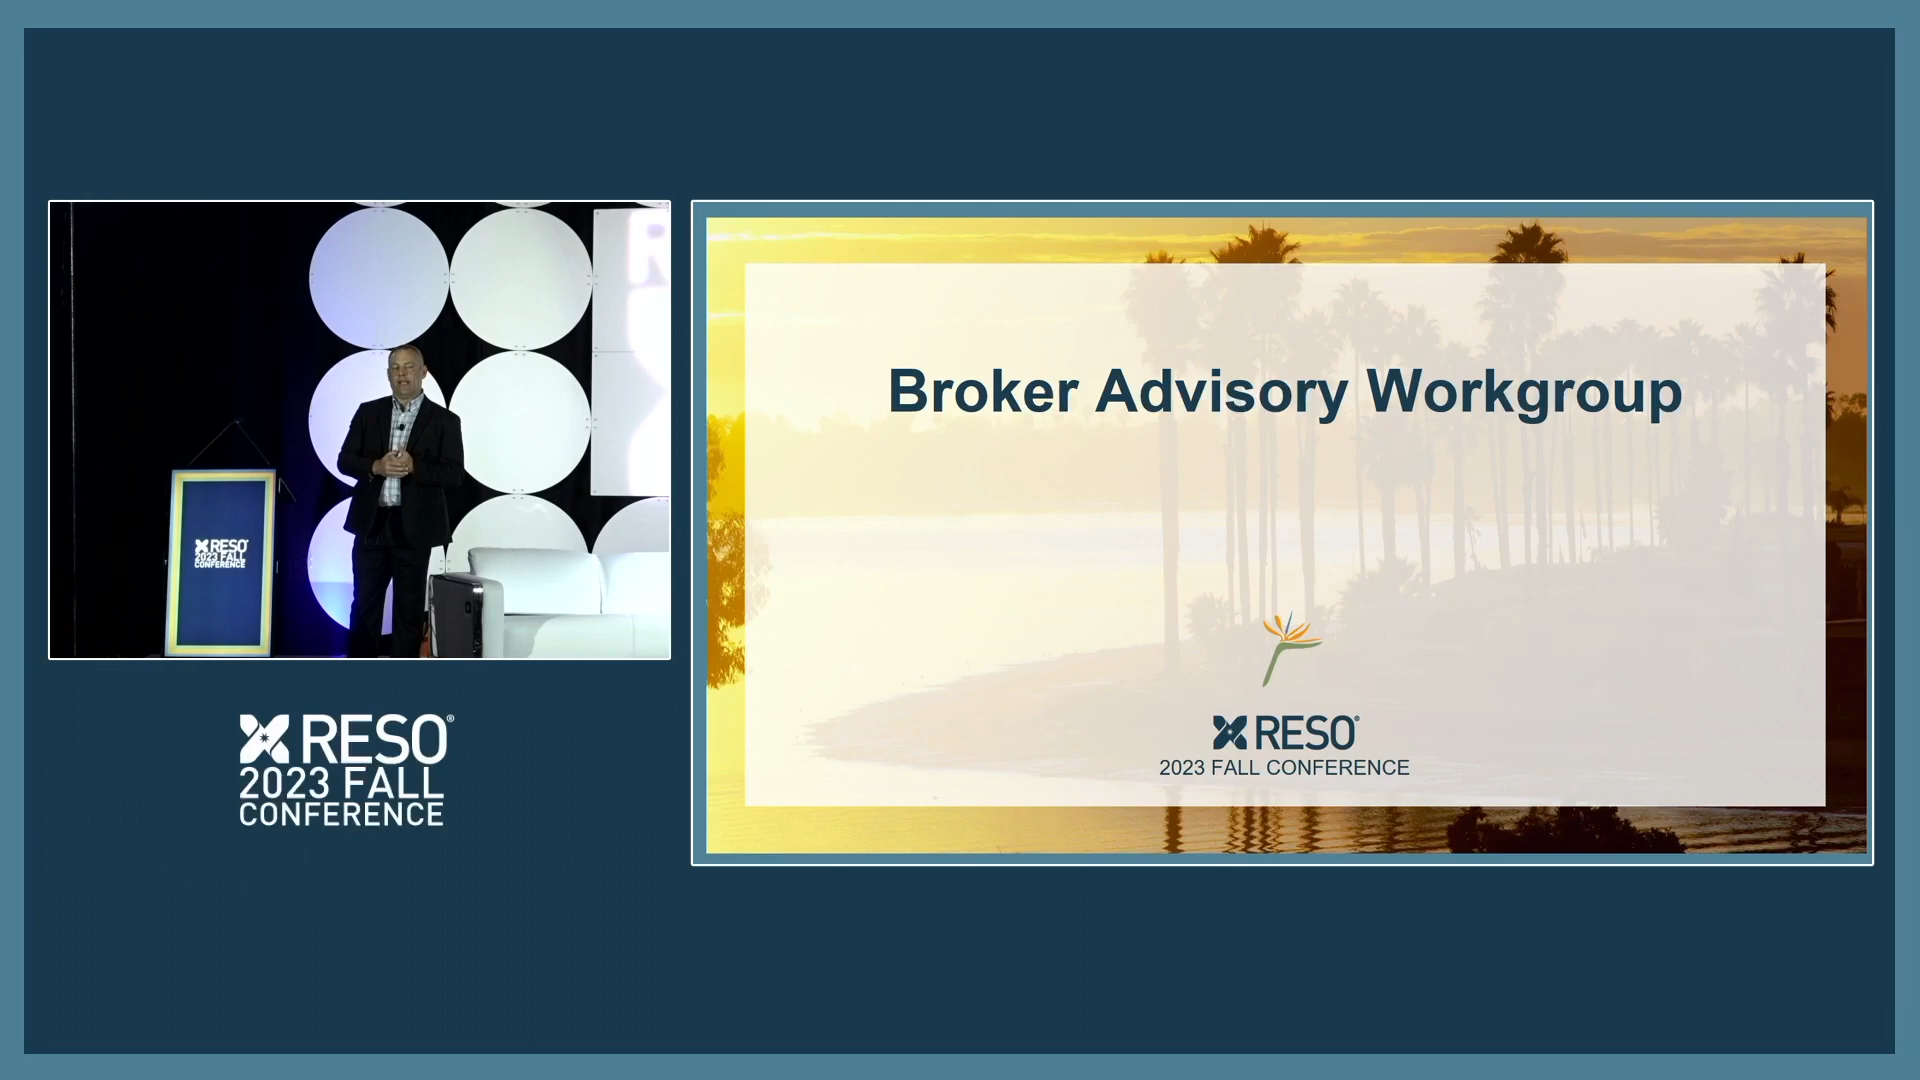 RESO
2023 FALL
CONFERENCE
RESO®
2023 FALL
CONFERENCE
Broker Advisory Workgroup
RESO®
2023 FALL CONFERENCE